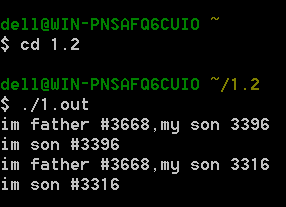 dell@WIN-PNSAFQ6CUIO ~
$ cd 1.2
dell@WIN-PNSAFQ6CUIO ~/1.2
$ ./1.out
im father #3668,my son 3396
im son #3396
im father #3668,my son 3316
im son #3316